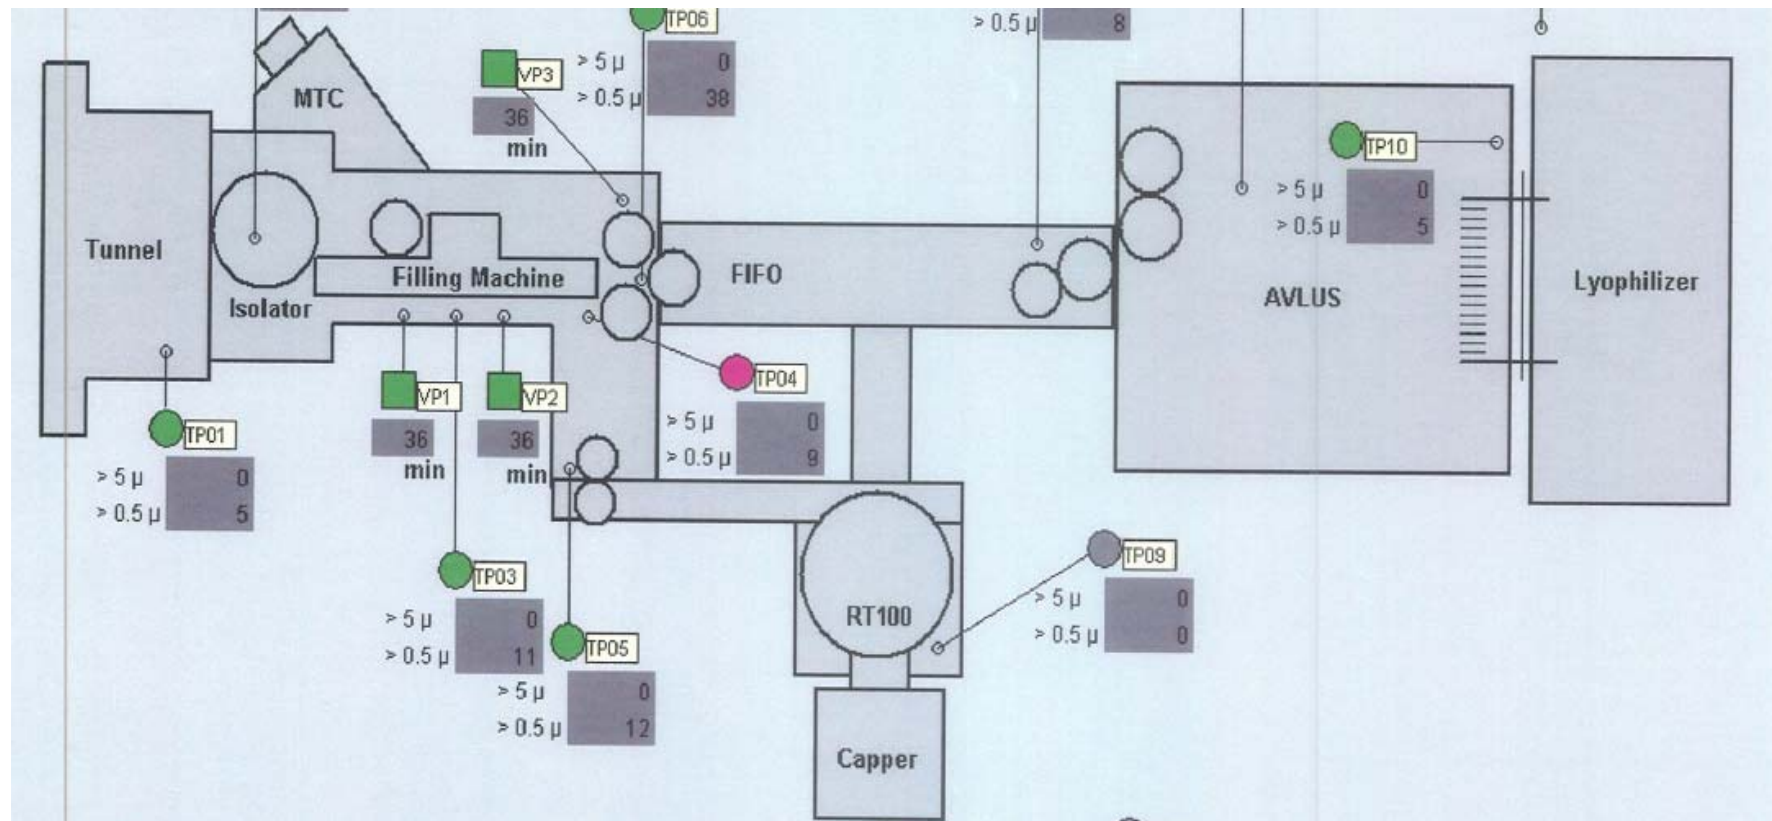 TP06
> 5 µ 0
> 0.5 µ 38
> 0.5 µ 8
VP3
36
min
MTC
TP10
> 5 µ 0
> 0.5 µ 5
Tunnel
Isolator
Filling Machine
FIFO
AVLUS
Lyophilizer
TP04
> 5 µ 0
> 0.5 µ 9
VP1
36
min
VP2
36
min
TP01
> 5 µ 0
> 0.5 µ 5
TP03
> 5 µ 0
> 0.5 µ 11
TP05
> 5 µ 0
> 0.5 µ 12
TP09
> 5 µ 0
> 0.5 µ 0
RT100
Capper